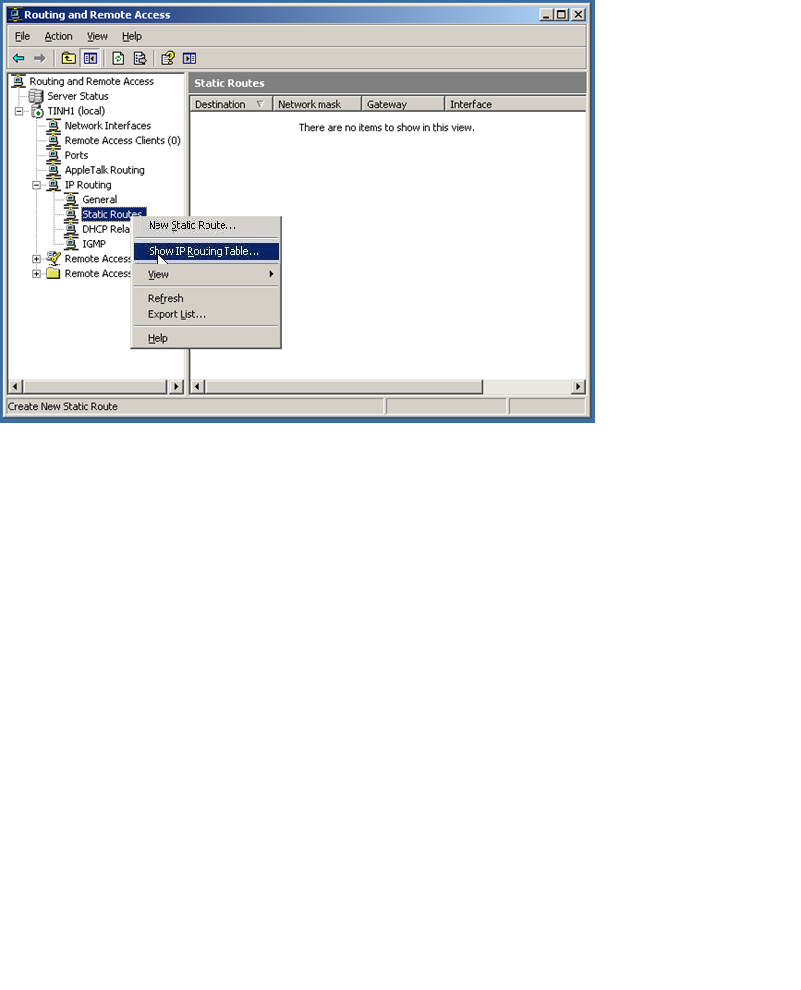 Routing and Remote Access
File Action View Help
Routing and Remote Access
Server Status
TINH1 (local)
Network Interfaces
Remote Access Clients (0)
Ports
AppleTalk Routing
IP Routing
General
Static Routes
DHCP Rela
IGMP
Remote Access
Remote Access
Static Routes
Destination Network mask Gateway Interface
There are no items to show in this view.
New Static Route...
Show IP Routing Table...
View
Refresh
Export List...
Help
Create New Static Route